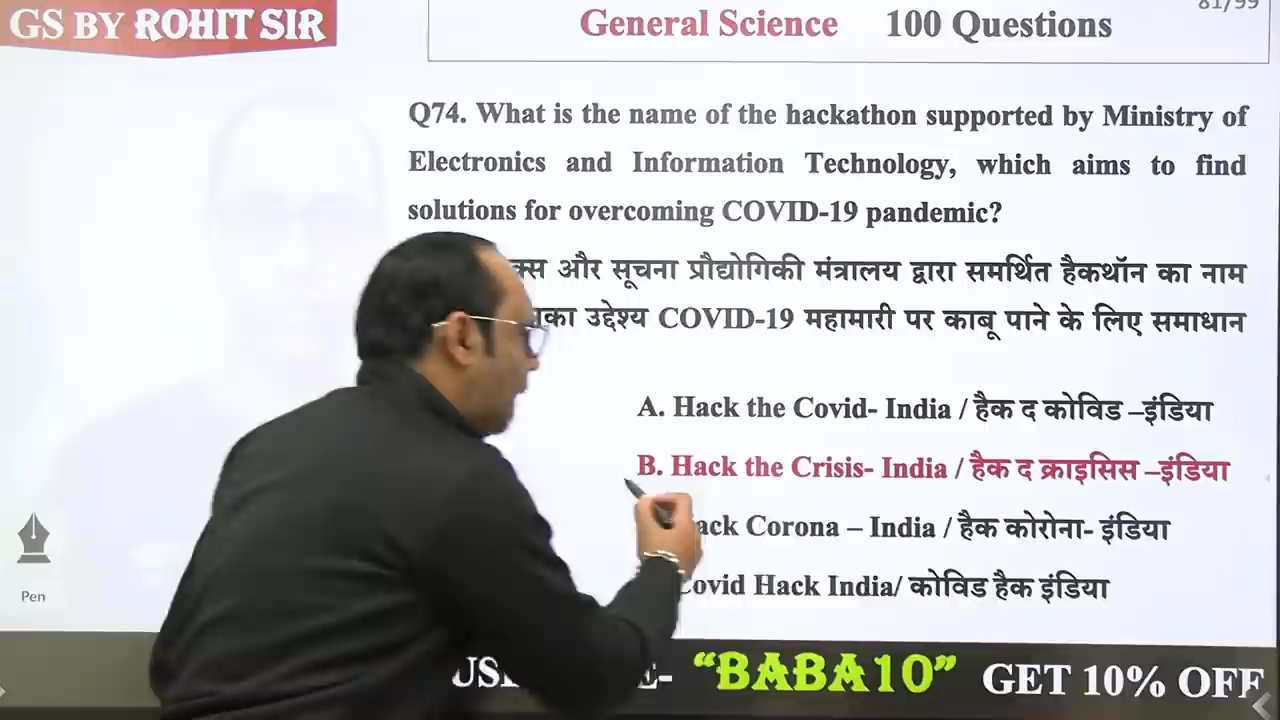 GS BY ROHIT SIR
General Science 100 Questions
81/99
Q74. What is the name of the hackathon supported by Ministry of
Electronics and Information Technology, which aims to find
solutions for overcoming COVID-19 pandemic?
और सूचना प्रौद्योगिकी मंत्रालय द्वारा समर्थित हैकथॉन का नाम
उद्देश्य COVID-19 महामारी पर काबू पाने के लिए समाधान
A. Hack the Covid- India / हैक द कोविड –इंडिया
B. Hack the Crisis- India / हैक द क्राइसिस –इंडिया
Corona – India / हैक कोरोना- इंडिया
Covid Hack India/ कोविड हैक इंडिया
Pen
"BABA10" GET 10% OFF